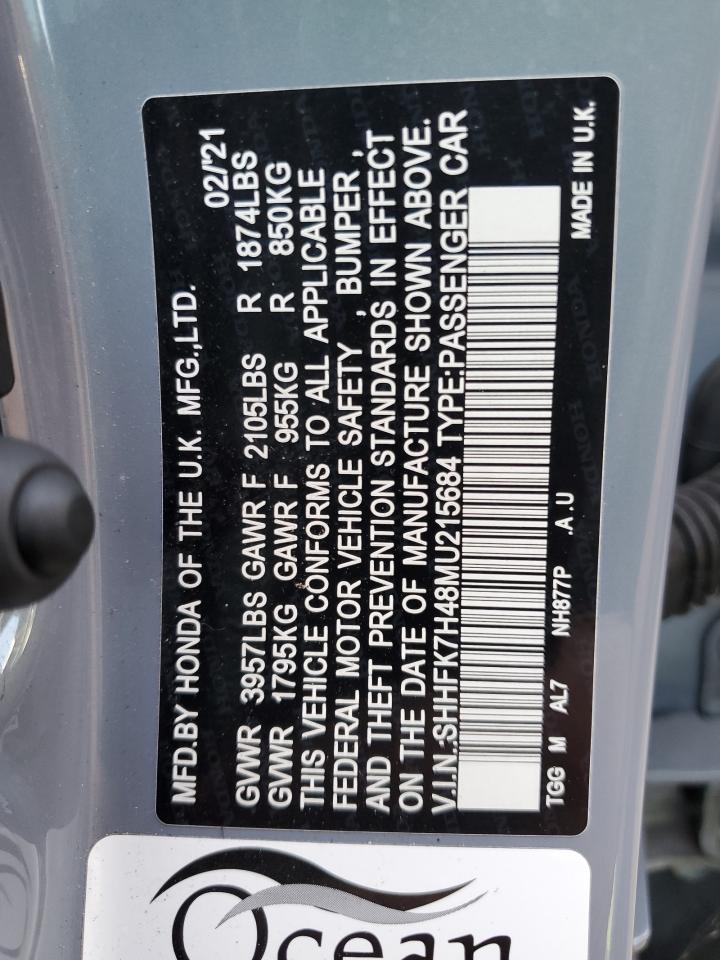 MFD.BY HONDA OF THE U.K. MFG.,LTD. 02/'21
GVWR 3957LBS GAWR F 2105LBS R 1874LBS
GVWR 1795KG GAWR F 955KG R 850KG
THIS VEHICLE CONFORMS TO ALL APPLICABLE
FEDERAL MOTOR VEHICLE SAFETY , BUMPER ,
AND THEFT PREVENTION STANDARDS IN EFFECT
ON THE DATE OF MANUFACTURE SHOWN ABOVE.
V.I.N.:SHHFK7H48MU215684 TYPE:PASSENGER CAR
TGG M AL7 NH877P .A.U MADE IN U.K.
Ocean